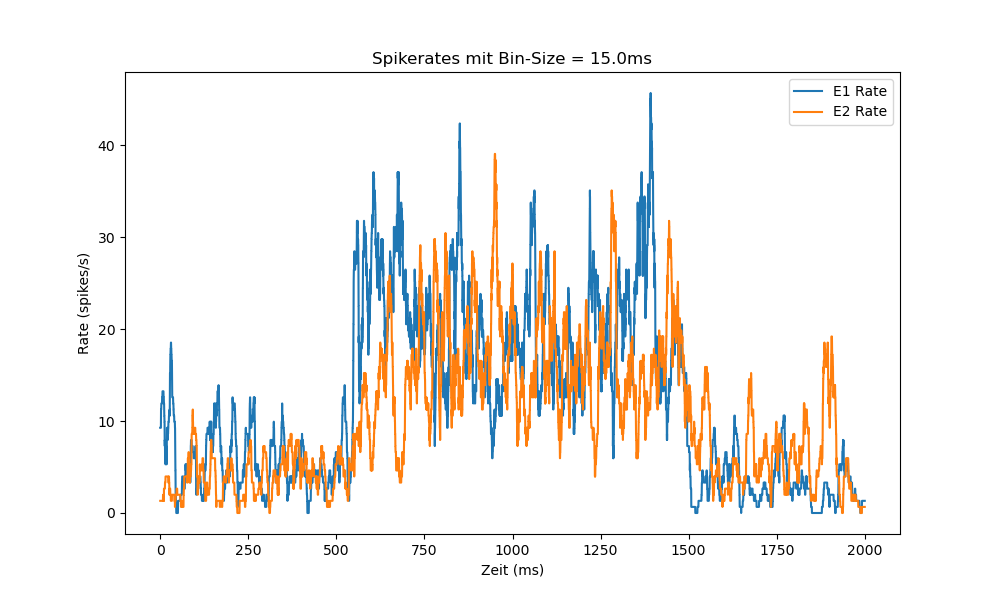 Spikerates mit Bin-Size = 15.0ms
E1 Rate
E2 Rate
Rate (spikes/s)
40
30
20
10
0
0 250 500 750 1000 1250 1500 1750 2000
Zeit (ms)